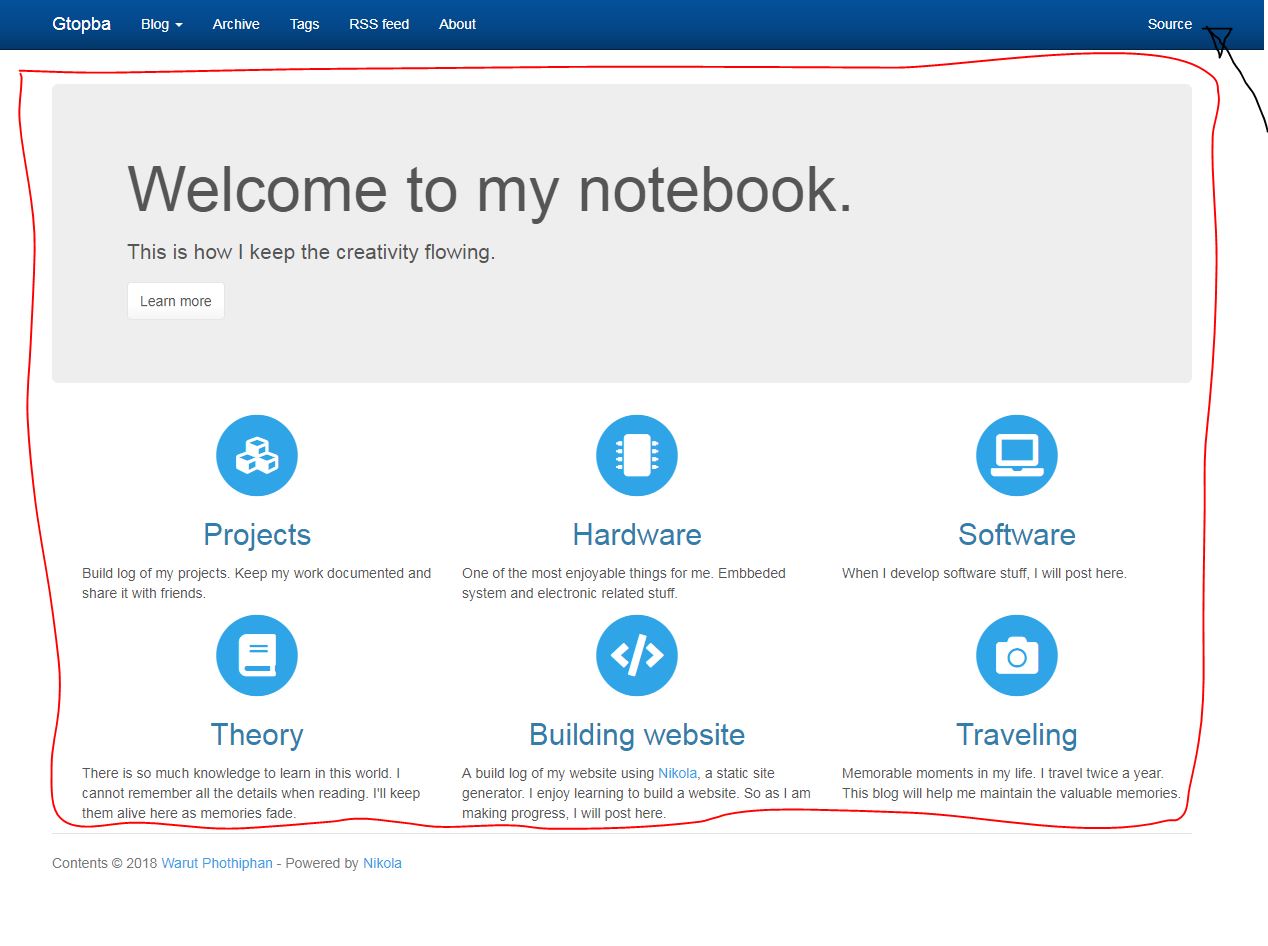 Gtopba Blog Archive Tags RSS feed About Source
Welcome to my notebook.
This is how I keep the creativity flowing.
Learn more
Projects
Build log of my projects. Keep my work documented and
share it with friends.
Hardware
One of the most enjoyable things for me. Embbeded
system and electronic related stuff.
Software
When I develop software stuff, I will post here.
Theory
There is so much knowledge to learn in this world. I
cannot remember all the details when reading. I'll keep
them alive here as memories fade.
Building website
A build log of my website using Nikola, a static site
generator. I enjoy learning to build a website. So as I am
making progress, I will post here.
Traveling
Memorable moments in my life. I travel twice a year.
This blog will help me maintain the valuable memories.
Contents © 2018 Warut Phothiphan - Powered by Nikola